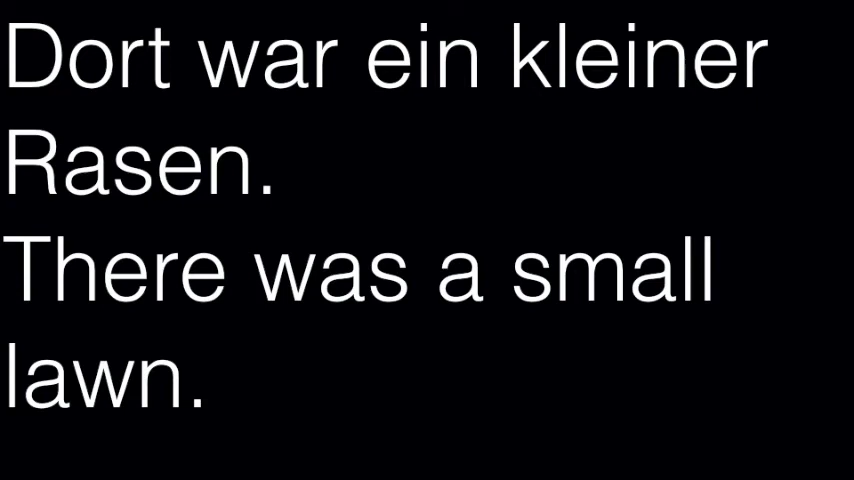 Dort war ein kleiner
Rasen.
There was a small
lawn.